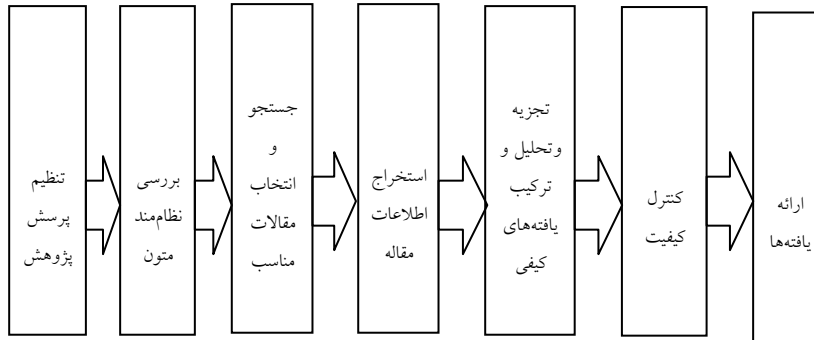 تنظیم
پرسش
پژوهش
بررسی
نظام‌مند
متون
جستجو
و
انتخاب
مقالات
مناسب
استخراج
اطلاعات
مقاله
تجزیه
وتحلیل و
ترکیب
یافته‌های
کیفی
کنترل
کیفیت
ارائه
یافته‌ها